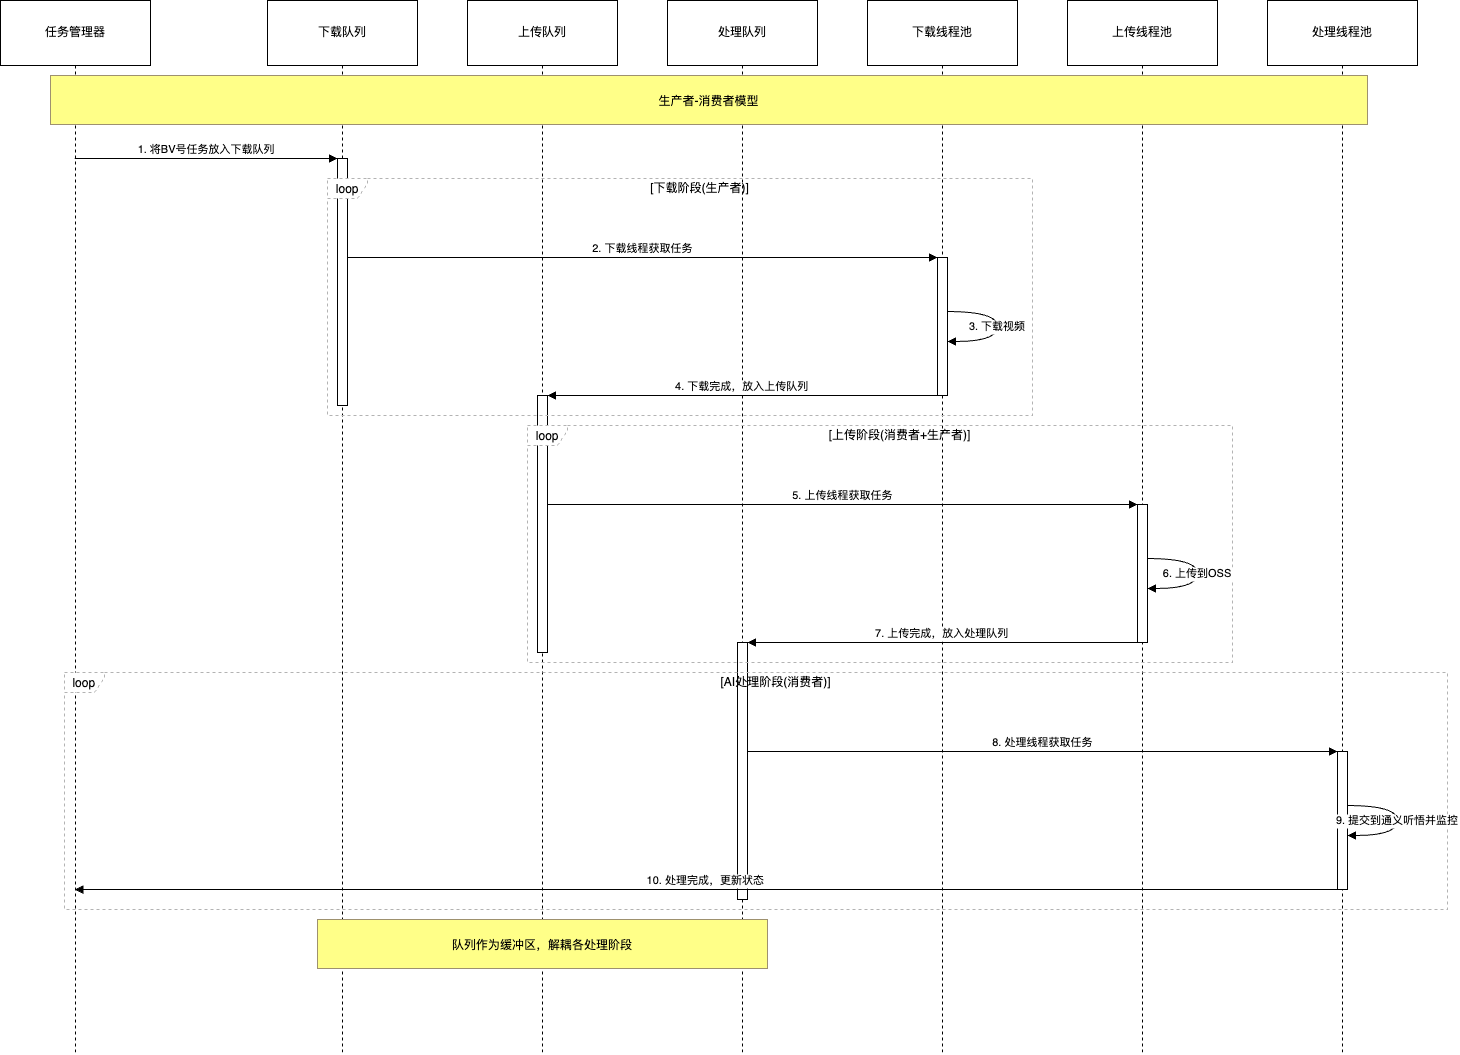 任务管理器
下载队列
上传队列
处理队列
下载线程池
上传线程池
处理线程池
生产者-消费者模型
1. 将BV号任务放入下载队列
loop
[下载阶段(生产者)]
2. 下载线程获取任务
3. 下载视频
4. 下载完成，放入上传队列
loop
[上传阶段(消费者+生产者)]
5. 上传线程获取任务
6. 上传到OSS
7. 上传完成，放入处理队列
loop
[AI处理阶段(消费者)]
8. 处理线程获取任务
9. 提交到通义听悟并监控
10. 处理完成，更新状态
队列作为缓冲区，解耦各处理阶段